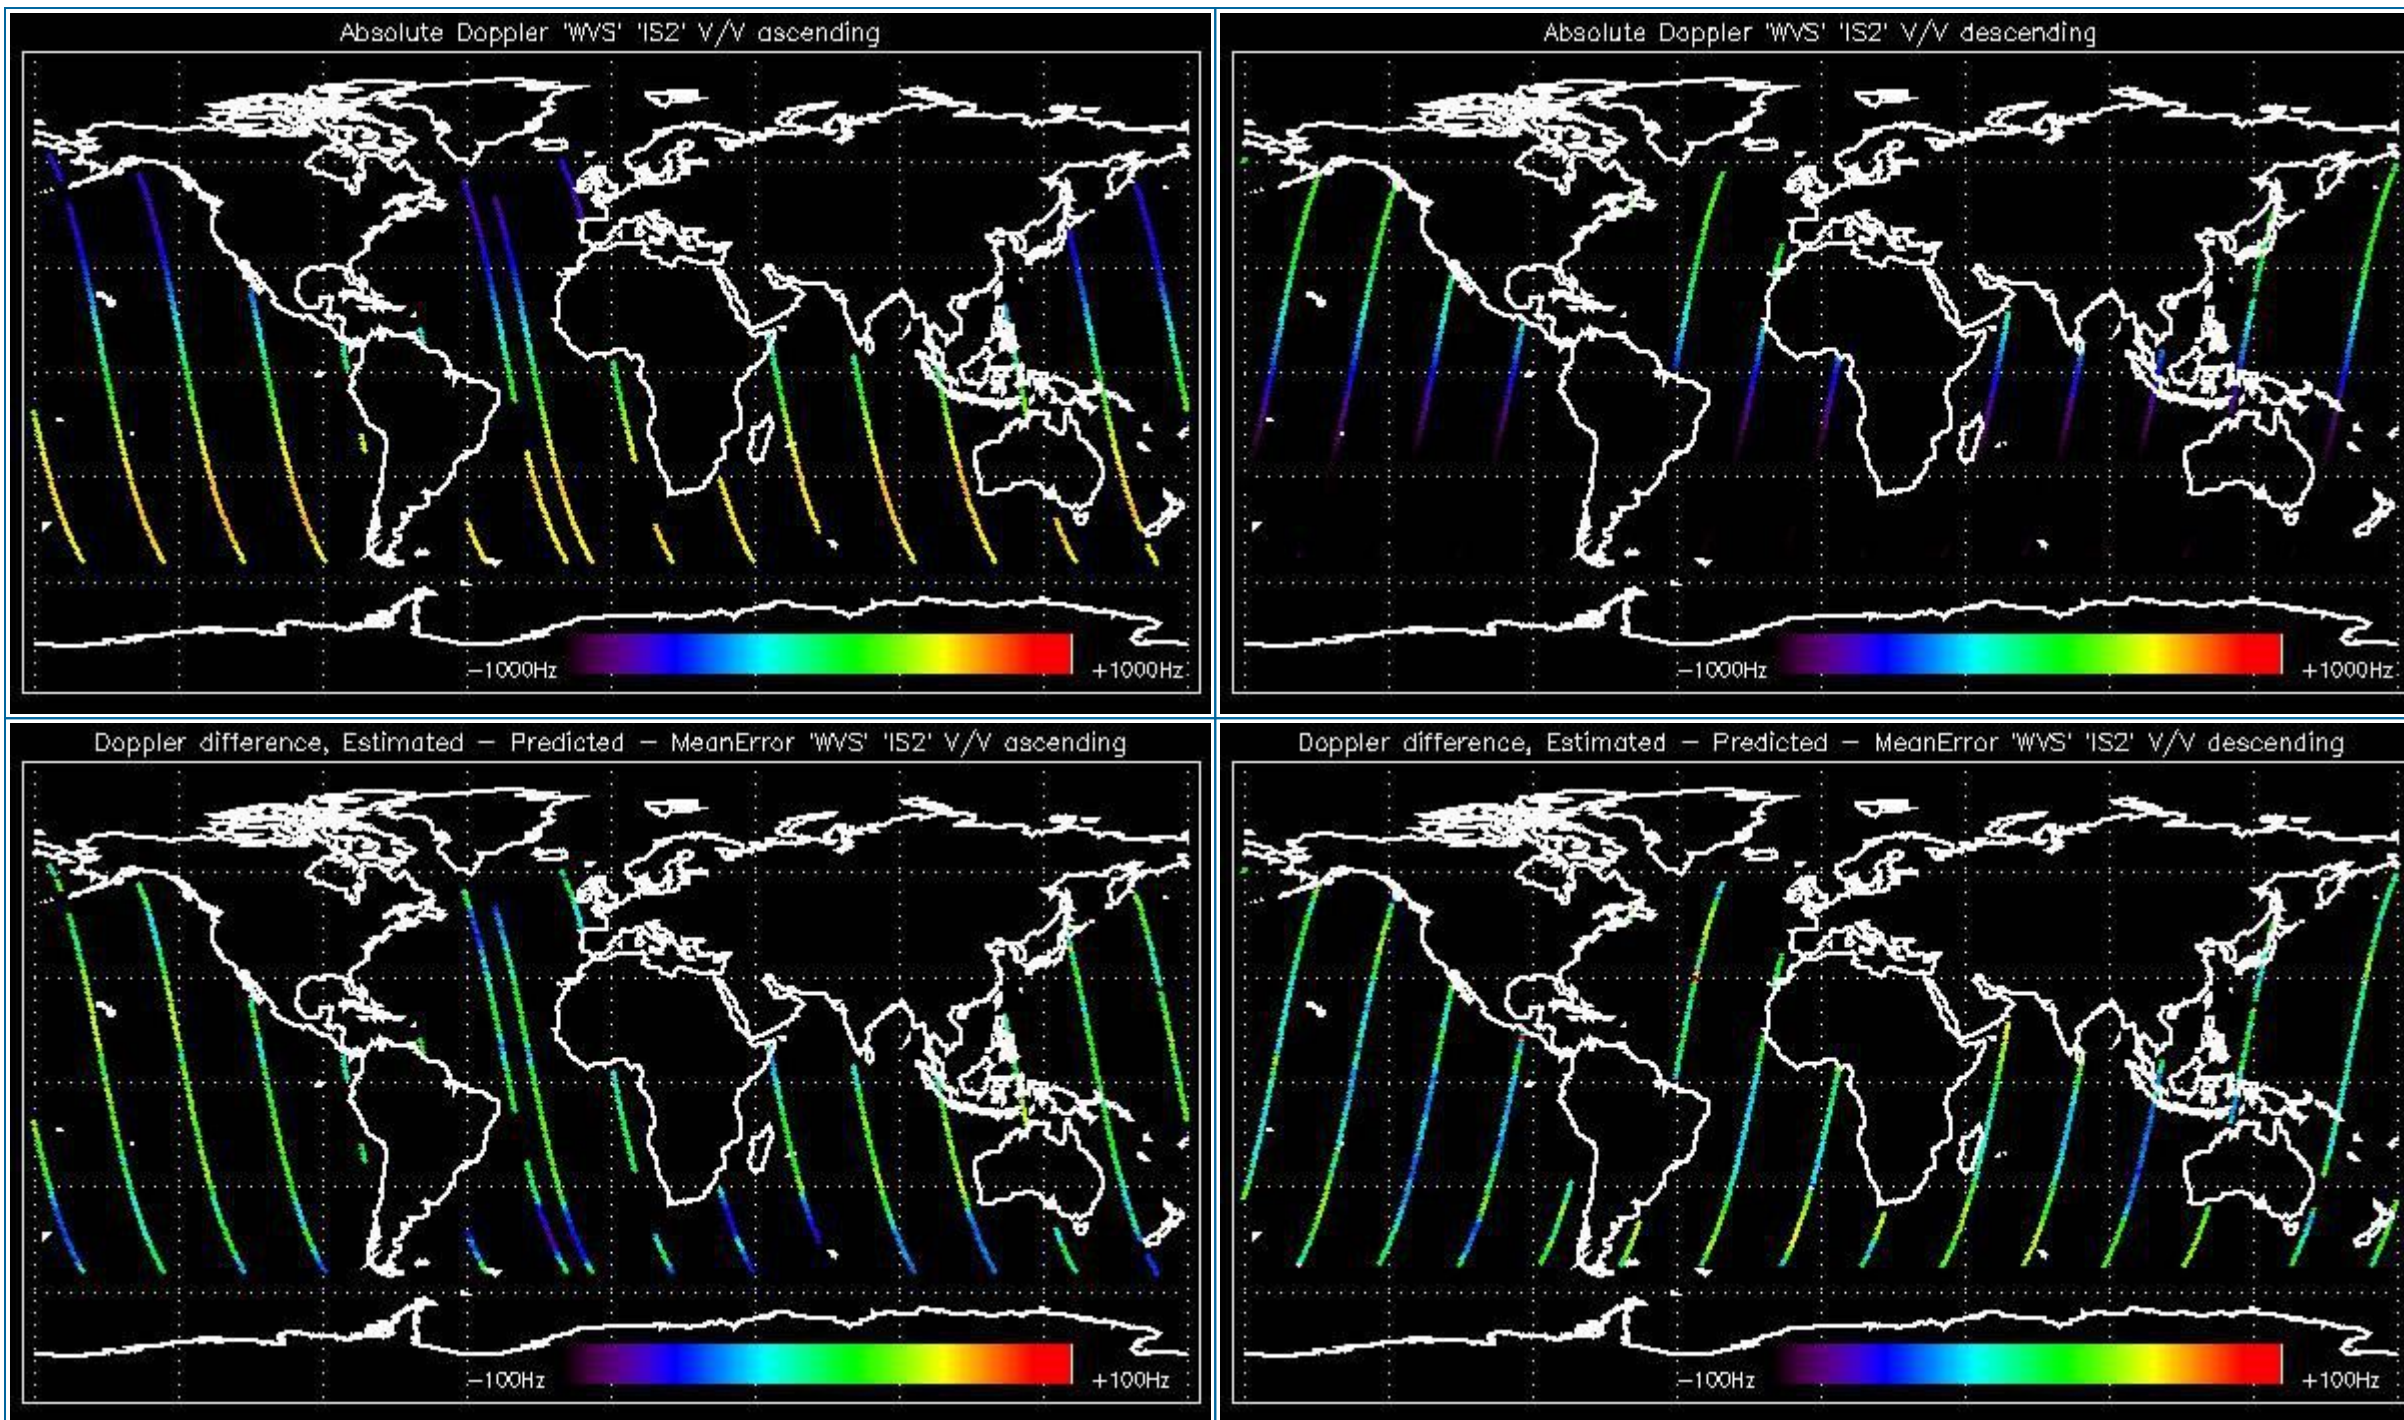 Absolute Doppler 'WVS' 'IS2' V/V ascending
-1000Hz
+1000Hz
Absolute Doppler 'WVS' 'IS2' V/V descending
-1000Hz
+1000Hz
Doppler difference, Estimated - Predicted - MeanError 'WVS' 'IS2' V/V ascending
-100Hz
+100Hz
Doppler difference, Estimated - Predicted - MeanError 'WVS' 'IS2' V/V descending
-100Hz
+100Hz